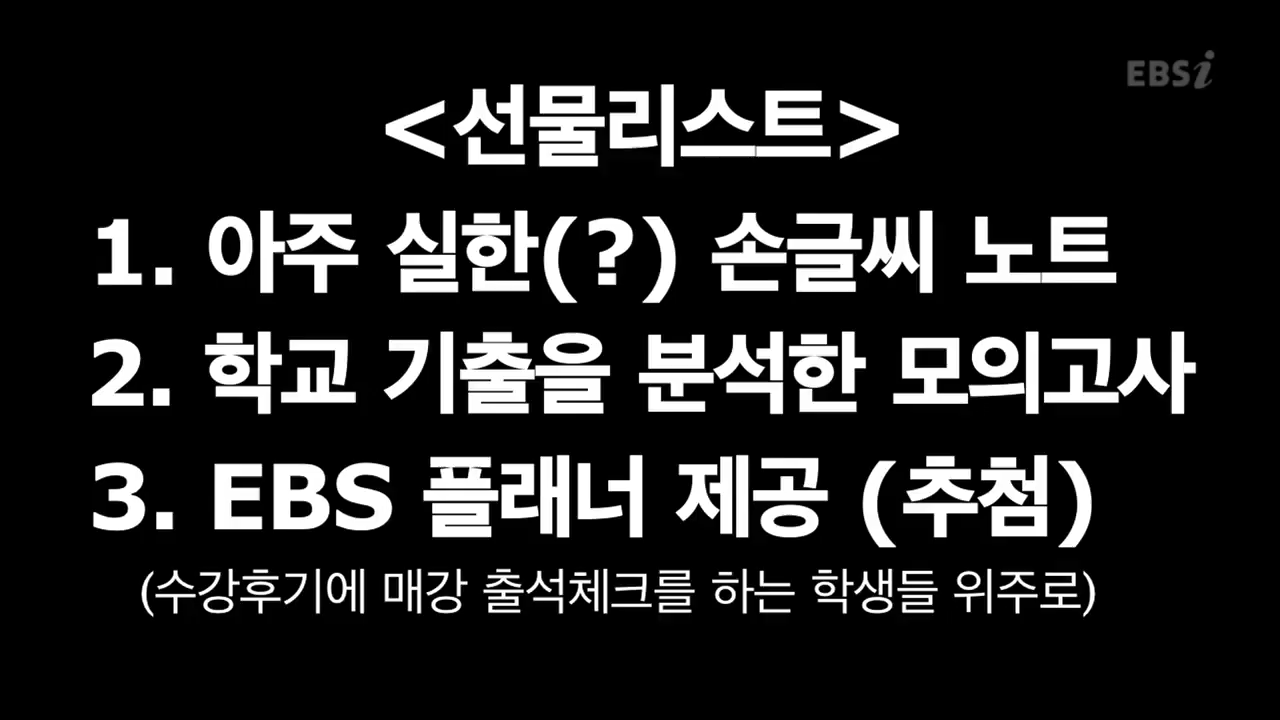 EBSi
<선물리스트>
1. 아주 실한(?) 손글씨 노트
2. 학교 기출을 분석한 모의고사
3. EBS 플래너 제공 (추첨)
(수강후기에 매강 출석체크를 하는 학생들 위주로)